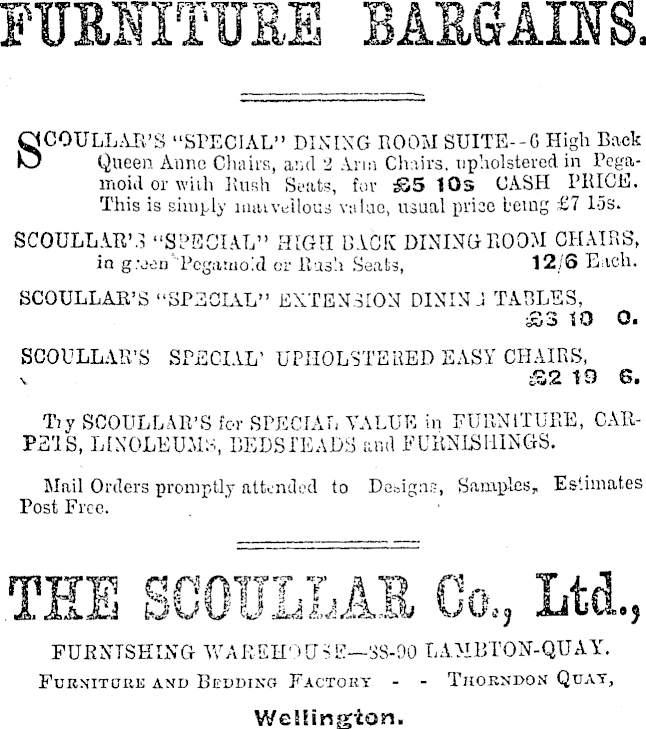 FURNITURE BARGAINS.
SCOULLAR'S "SPECIAL" DINING ROOM SUITE--6 High Back
Queen Anne Chairs, and 2 Arm Chairs, upholstered in Pega-
moid or with Rush Seats, for £5 10s CASH PRICE.
This is simply marvellous value, usual price being £7 15s.
SCOULLAR'S "SPECIAL" HIGH BACK DINING ROOM CHAIRS,
in green Pegamoid or Rush Seats, 12/6 Each.
SCOULLAR'S "SPECIAL" EXTENSION DINING TABLES,
£3 10 0.
SCOULLAR'S SPECIAL' UPHOLSTERED EASY CHAIRS,
£2 19 6.
Try SCOULLAR'S for SPECIAL VALUE in FURNITURE, CAR-
PETS, LINOLEUMS, BEDSTEADS and FURNISHINGS.
Mail Orders promptly attended to Designs, Samples, Estimates
Post Free.
THE SCOULLAR Co., Ltd.,
FURNISHING WAREHOUSE—88-90 LAMBTON-QUAY.
FURNITURE AND BEDDING FACTORY - - THORNDON QUAY,
Wellington.